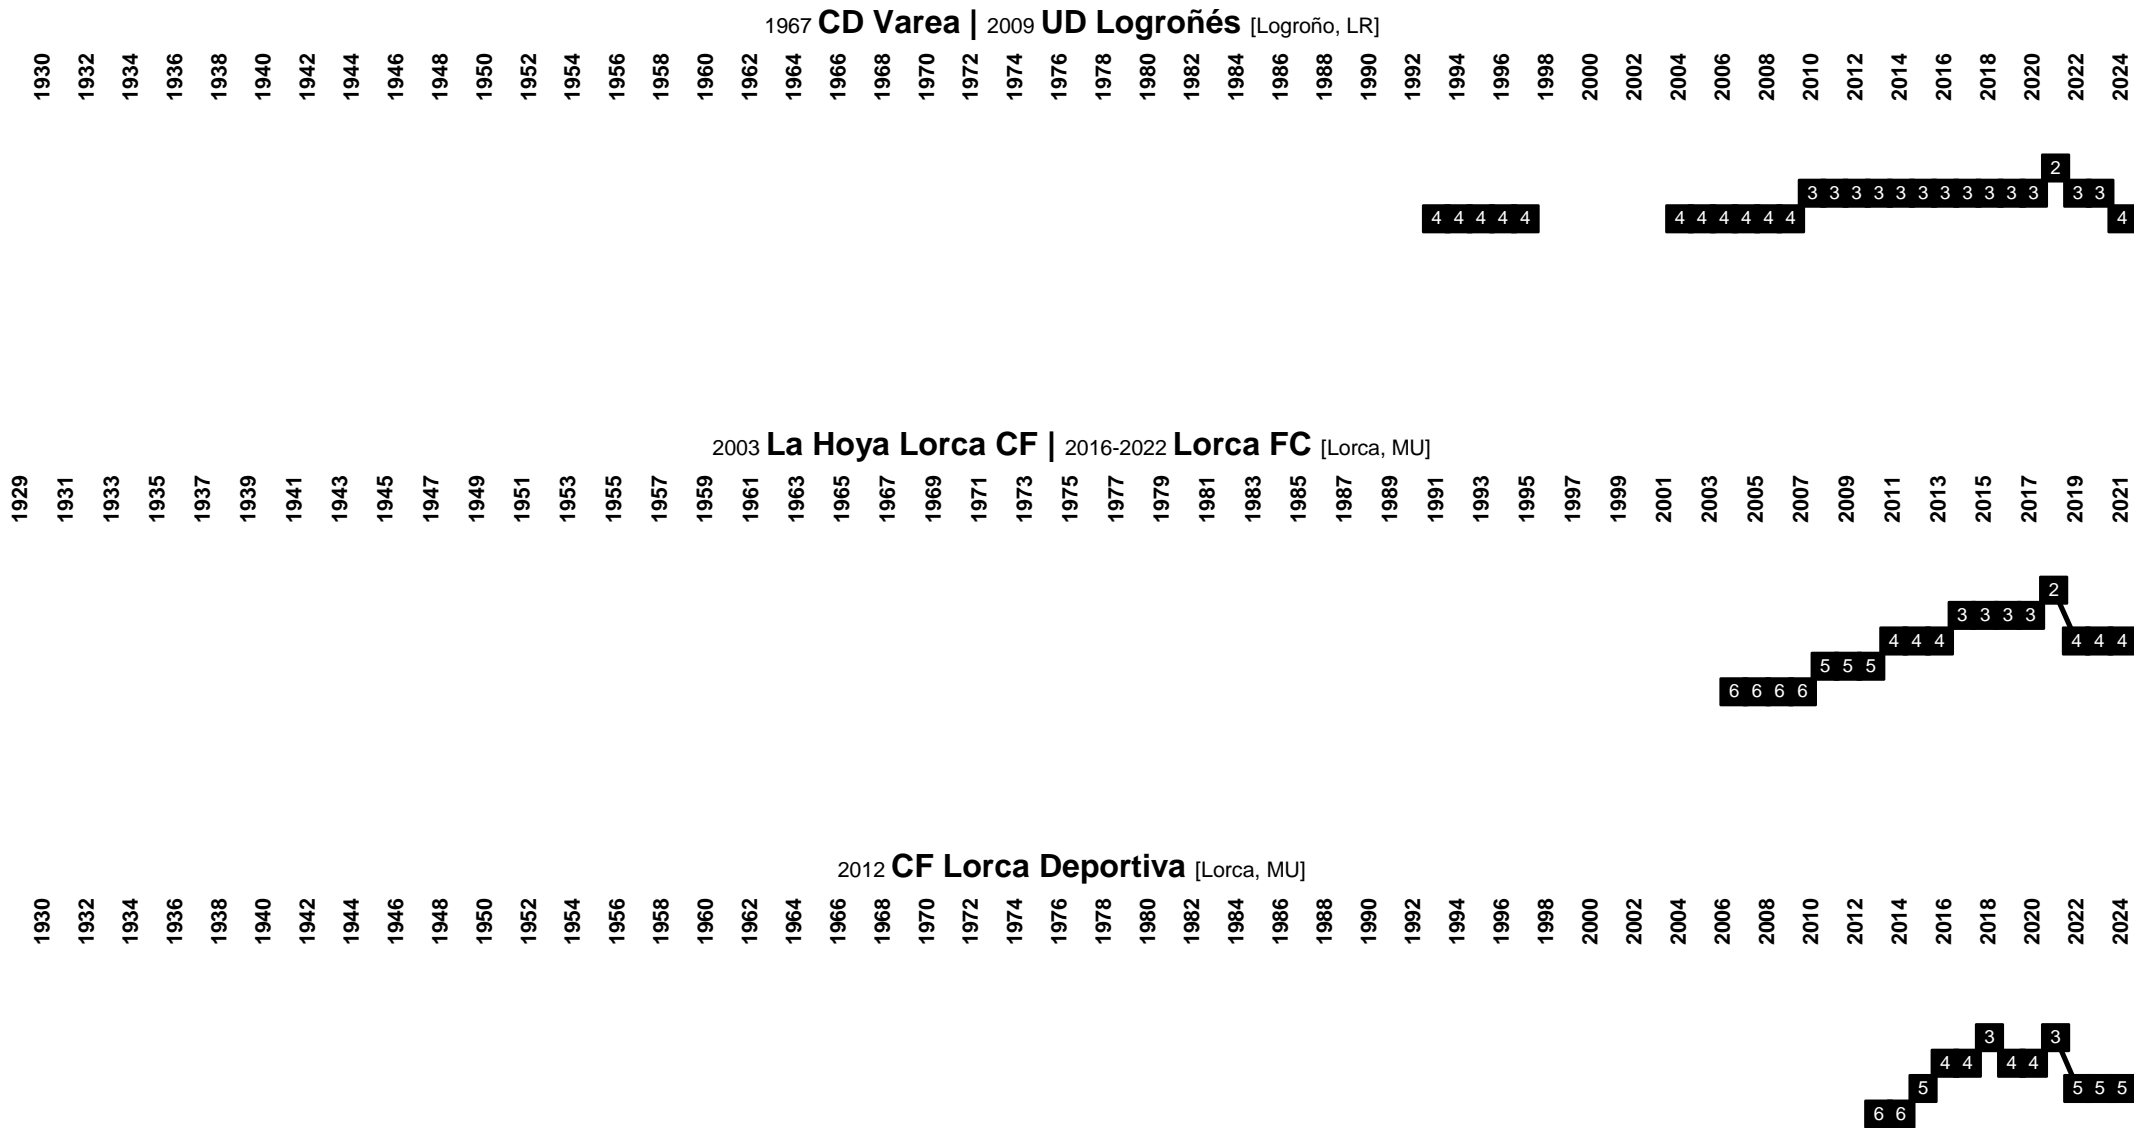 1967 CD Varea | 2009 UD Logroñés [Logroño, LR]
1930 1932 1934 1936 1938 1940 1942 1944 1946 1948 1950 1952 1954 1956 1958 1960 1962 1964 1966 1968 1970 1972 1974 1976 1978 1980 1982 1984 1986 1988 1990 1992 1994 1996 1998 2000 2002 2004 2006 2008 2010 2012 2014 2016 2018 2020 2022 2024
2
3 3 3 3 3 3 3 3 3 3 3 3 3
4 4 4 4 4 4 4 4 4 4 4 4
2003 La Hoya Lorca CF | 2016-2022 Lorca FC [Lorca, MU]
1929 1931 1933 1935 1937 1939 1941 1943 1945 1947 1949 1951 1953 1955 1957 1959 1961 1963 1965 1967 1969 1971 1973 1975 1977 1979 1981 1983 1985 1987 1989 1991 1993 1995 1997 1999 2001 2003 2005 2007 2009 2011 2013 2015 2017 2019 2021
2
3 3 3 3
4 4 4 4 4 4
5 5 5
6 6 6 6
2012 CF Lorca Deportiva [Lorca, MU]
1930 1932 1934 1936 1938 1940 1942 1944 1946 1948 1950 1952 1954 1956 1958 1960 1962 1964 1966 1968 1970 1972 1974 1976 1978 1980 1982 1984 1986 1988 1990 1992 1994 1996 1998 2000 2002 2004 2006 2008 2010 2012 2014 2016 2018 2020 2022 2024
3 3
4 4 4 4
5 5 5 5
6 6